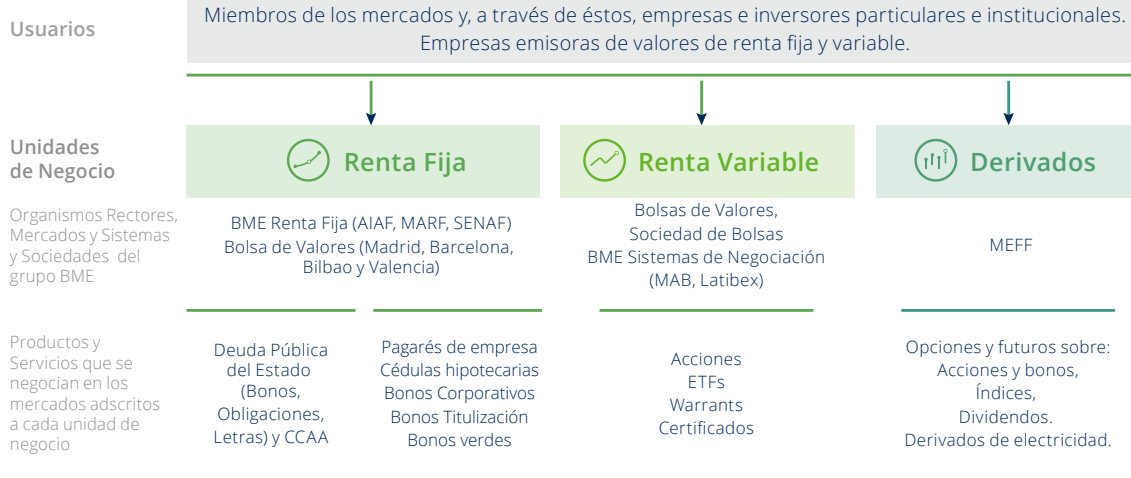 Usuarios
Miembros de los mercados y, a través de éstos, empresas e inversores particulares e institucionales.
Empresas emisoras de valores de renta fija y variable.
Unidades
de Negocio
Renta Fija
Renta Variable
Derivados
Organismos Rectores,
Mercados y Sistemas
y Sociedades del
grupo BME
BME Renta Fija (AIAF, MARF, SENAF)
Bolsa de Valores (Madrid, Barcelona,
Bilbao y Valencia)
Bolsas de Valores,
Sociedad de Bolsas
BME Sistemas de Negociación
(MAB, Latibex)
MEFF
Productos y
Servicios que se
negocian en los
mercados adscritos
a cada unidad de
negocio
Deuda Pública
del Estado
(Bonos,
Obligaciones,
Letras) y CCAA
Pagarés de empresa
Cédulas hipotecarias
Bonos Corporativos
Bonos Titulización
Bonos verdes
Acciones
ETFs
Warrants
Certificados
Opciones y futuros sobre:
Acciones y bonos,
Índices,
Dividendos.
Derivados de electricidad.